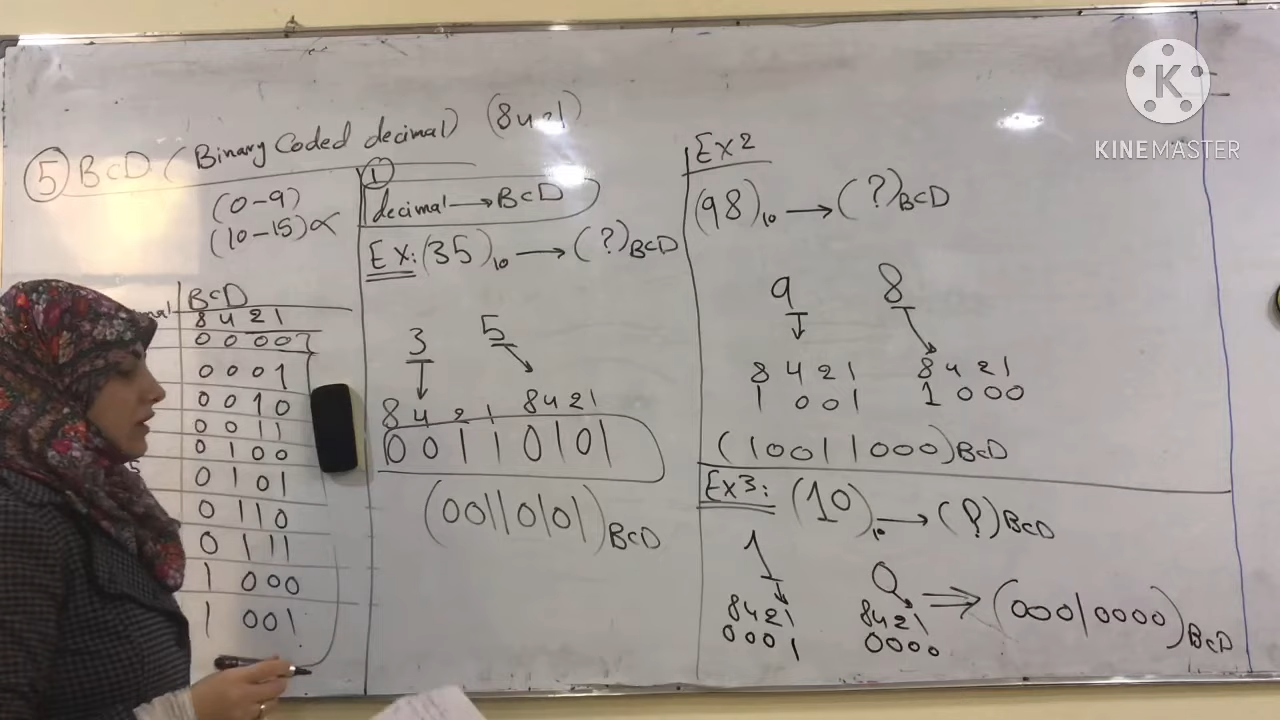 ⑤ BCD (Binary Coded decimal) (8421)
(0-9)
(10-15)∝
BCD
8 4 2 1
0 0 0 0
0 0 0 1
0 0 1 0
0 0 1 1
0 1 0 0
0 1 0 1
0 1 1 0
0 1 1 1
1 0 0 0
1 0 0 1
①
decimal → BCD
EX: (35)₁₀ → (?)BCD
3 5
8 4 2 1 8 4 2 1
0 0 1 1 0 1 0 1
(00110101)BCD
EX2
(98)₁₀ → (?)BCD
9 8
8 4 2 1 8 4 2 1
1 0 0 1 1 0 0 0
(10011000)BCD
EX3: (10)₁₀ → (?)BCD
1 0
8 4 2 1 8 4 2 1
0 0 0 1 0 0 0 0 ⇒ (00010000)BCD
K
KINEMASTER